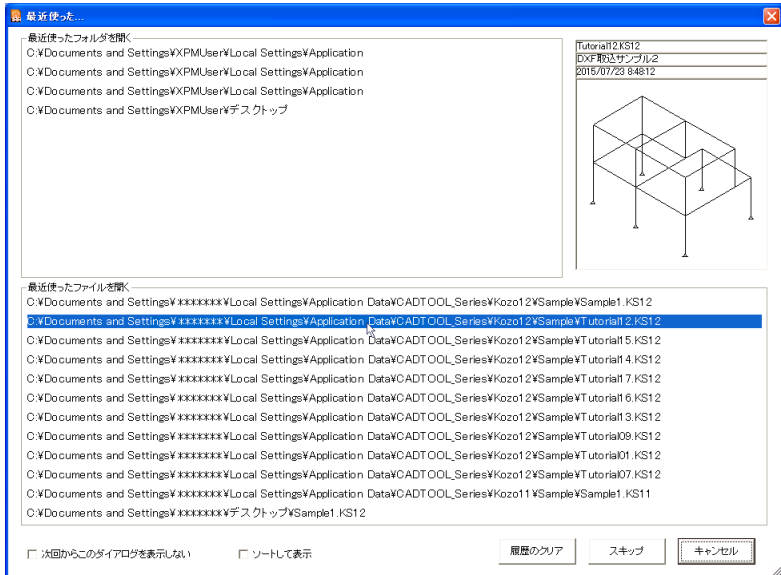 最近使った...
最近使ったフォルダを開く
C:¥Documents and Settings¥XPMUser¥Local Settings¥Application
C:¥Documents and Settings¥XPMUser¥Local Settings¥Application
C:¥Documents and Settings¥XPMUser¥Local Settings¥Application
C:¥Documents and Settings¥XPMUser¥デスクトップ
Tutorial12.KS12
DXF取込サンプル2
2015/07/23 8:48:12
最近使ったファイルを開く
C:¥Documents and Settings¥*******¥Local Settings¥Application Data¥CADTOOL_Series¥Kozo12¥Sample¥Sample1.KS12
C:¥Documents and Settings¥*******¥Local Settings¥Application Data¥CADTOOL_Series¥Kozo12¥Sample¥Tutorial12.KS12
C:¥Documents and Settings¥*******¥Local Settings¥Application Data¥CADTOOL_Series¥Kozo12¥Sample¥Tutorial15.KS12
C:¥Documents and Settings¥*******¥Local Settings¥Application Data¥CADTOOL_Series¥Kozo12¥Sample¥Tutorial14.KS12
C:¥Documents and Settings¥*******¥Local Settings¥Application Data¥CADTOOL_Series¥Kozo12¥Sample¥Tutorial17.KS12
C:¥Documents and Settings¥*******¥Local Settings¥Application Data¥CADTOOL_Series¥Kozo12¥Sample¥Tutorial16.KS12
C:¥Documents and Settings¥*******¥Local Settings¥Application Data¥CADTOOL_Series¥Kozo12¥Sample¥Tutorial13.KS12
C:¥Documents and Settings¥*******¥Local Settings¥Application Data¥CADTOOL_Series¥Kozo12¥Sample¥Tutorial09.KS12
C:¥Documents and Settings¥*******¥Local Settings¥Application Data¥CADTOOL_Series¥Kozo12¥Sample¥Tutorial01.KS12
C:¥Documents and Settings¥*******¥Local Settings¥Application Data¥CADTOOL_Series¥Kozo12¥Sample¥Tutorial07.KS12
C:¥Documents and Settings¥*******¥Local Settings¥Application Data¥CADTOOL_Series¥Kozo11¥Sample¥Sample1.KS11
C:¥Documents and Settings¥*******¥デスクトップ¥Sample1.KS12
次回からこのダイアログを表示しない
ソートして表示
履歴のクリア
スキップ
キャンセル